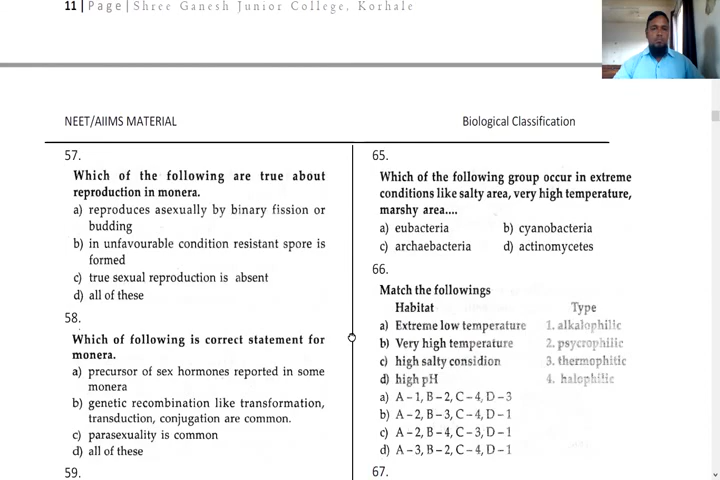 11 | P a g e | Shree Ganesh Junior College, Korhale
NEET/AIIMS MATERIAL
Biological Classification
57.
Which of the following are true about
reproduction in monera.
a) reproduces asexually by binary fission or
budding
b) in unfavourable condition resistant spore is
formed
c) true sexual reproduction is absent
d) all of these
58.
Which of following is correct statement for
monera.
a) precursor of sex hormones reported in some
monera
b) genetic recombination like transformation,
transduction, conjugation are common.
c) parasexuality is common
d) all of these
59.
65.
Which of the following group occur in extreme
conditions like salty area, very high temperature,
marshy area....
a) eubacteria b) cyanobacteria
c) archaebacteria d) actinomycetes
66.
Match the followings
Habitat Type
a) Extreme low temperature 1. alkalophilic
b) Very high temperature 2. psycrophilic
c) high salty considion 3. thermophitic
d) high pH 4. halophilic
a) A – 1, B – 2, C – 4, D – 3
b) A – 2, B – 3, C – 4, D – 1
c) A – 2, B – 4, C – 3, D – 1
d) A – 3, B – 2, C – 4, D – 1
67.